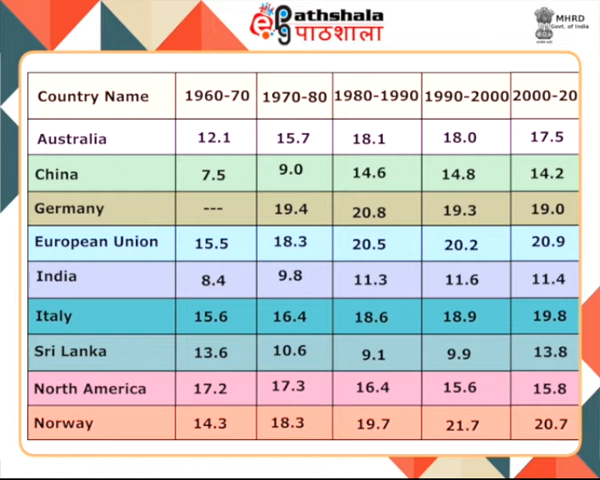 ePathshala
पाठशाला
MHRD
Govt. of India
Country Name 1960-70 1970-80 1980-1990 1990-2000 2000-20
Australia 12.1 15.7 18.1 18.0 17.5
China 7.5 9.0 14.6 14.8 14.2
Germany --- 19.4 20.8 19.3 19.0
European Union 15.5 18.3 20.5 20.2 20.9
India 8.4 9.8 11.3 11.6 11.4
Italy 15.6 16.4 18.6 18.9 19.8
Sri Lanka 13.6 10.6 9.1 9.9 13.8
North America 17.2 17.3 16.4 15.6 15.8
Norway 14.3 18.3 19.7 21.7 20.7